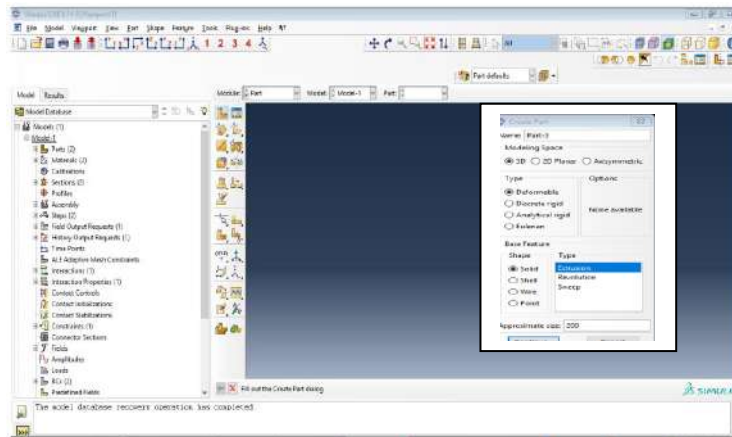 File Model Viewport View Part Shape Feature Tools Plug-ins Help
1 2 3 4
All
Part defaults
Model Results
Module: Part Model: Model-1 Part:
Model Database
Models (1)
Model-1
Parts (2)
Materials (2)
Calibrations
Sections (2)
Profiles
Assembly
Steps (2)
Field Output Requests (1)
History Output Requests (1)
Time Points
ALE Adaptive Mesh Constraints
Interactions (1)
Interaction Properties (1)
Contact Controls
Contact Initializations
Contact Stabilizations
Constraints (1)
Connector Sections
Fields
Amplitudes
Loads
BCs (2)
Predefined Fields
Create Part
Name: Part-3
Modeling Space
3D 2D Planar Axisymmetric
Type Options
Deformable
Discrete rigid
Analytical rigid
Eulerian
None available
Base Feature
Shape Type
Solid Extrusion
Shell Revolution
Wire Sweep
Point
Approximate size: 200
Fill out the Create Part dialog
The model database recovery operation has completed